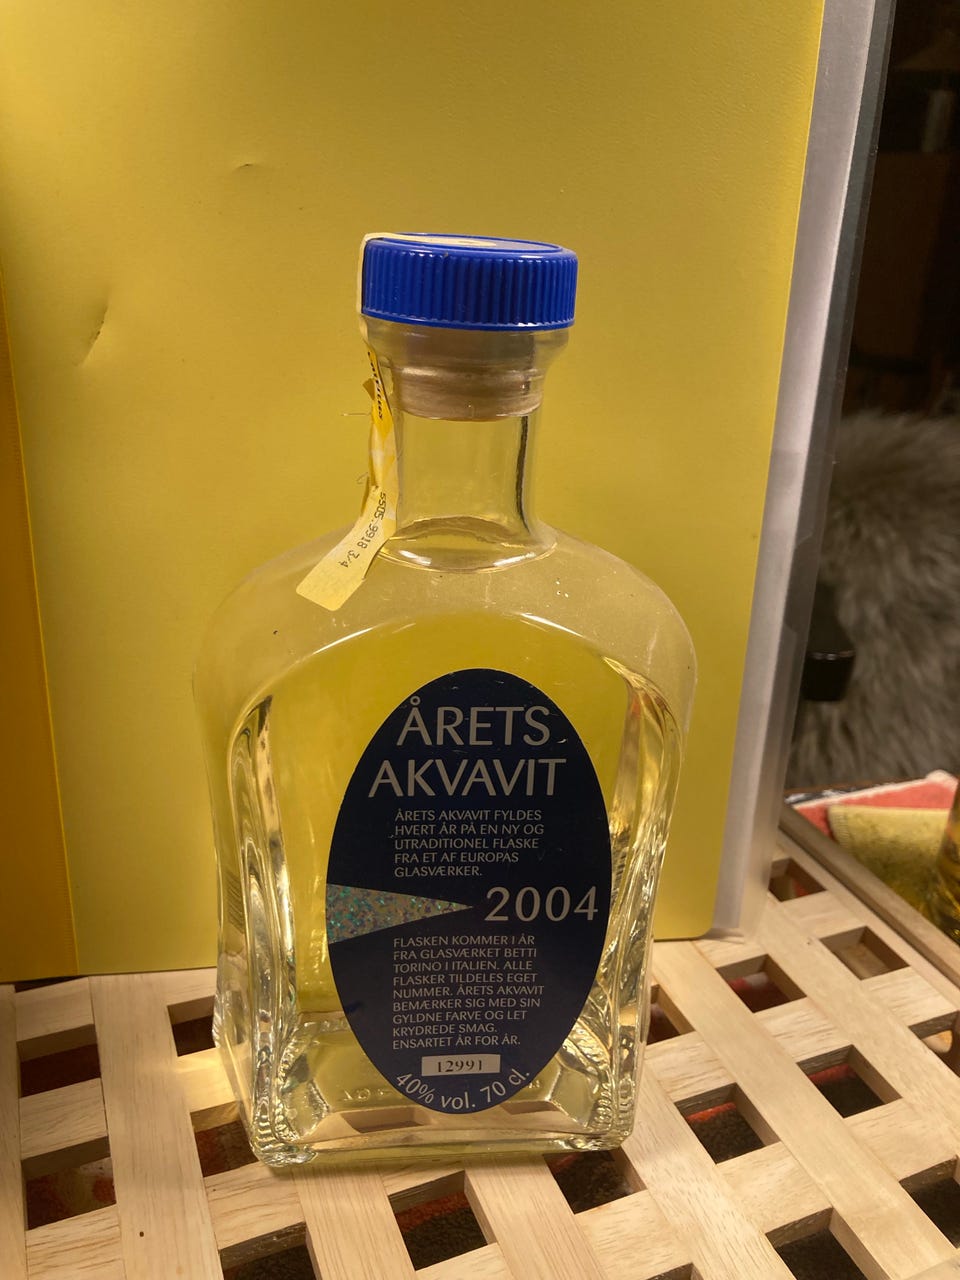 5505.9918 3/4
ÅRETS
AKVAVIT
ÅRETS AKVAVIT FYLDES
HVERT ÅR PÅ EN NY OG
UTRADITIONEL FLASKE
FRA ET AF EUROPAS
GLASVÆRKER.
2004
FLASKEN KOMMER I ÅR
FRA GLASVÆRKET BETTI
TORINO I ITALIEN. ALLE
FLASKER TILDELES EGET
NUMMER. ÅRETS AKVAVIT
BEMÆRKER SIG MED SIN
GYLDNE FARVE OG LET
KRYDREDE SMAG.
ENSARTET ÅR FOR ÅR.
12991
40% vol. 70 cl.